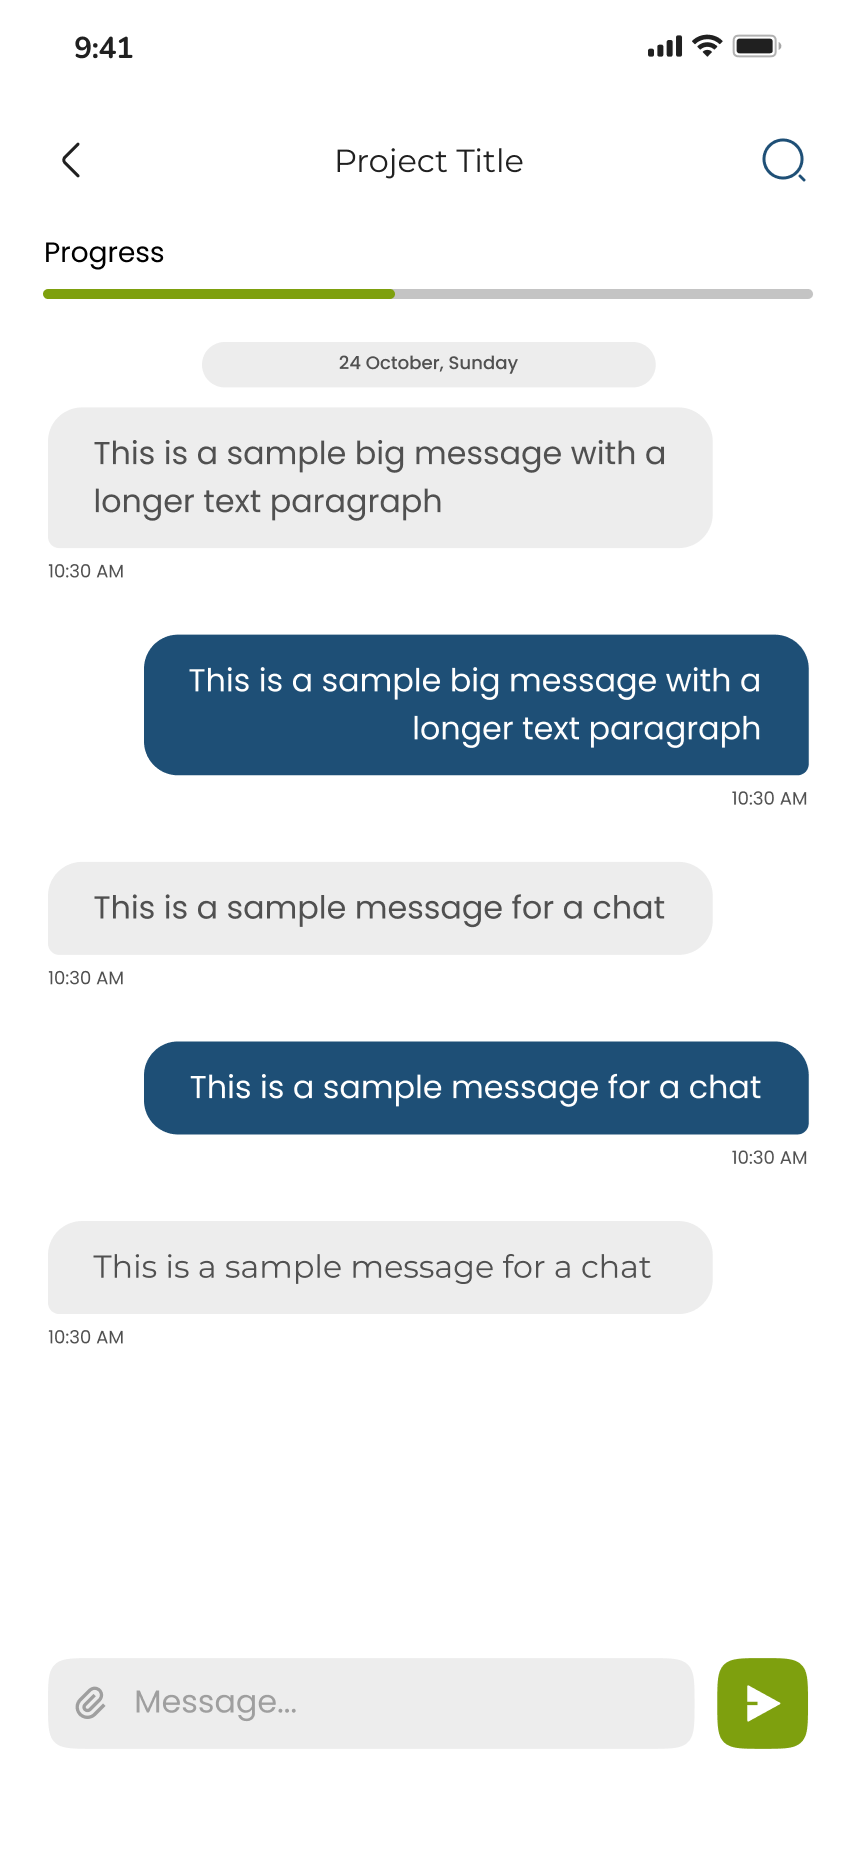 9:41
Project Title
Progress
24 October, Sunday
This is a sample big message with a
longer text paragraph
10:30 AM
This is a sample big message with a
longer text paragraph
10:30 AM
This is a sample message for a chat
10:30 AM
This is a sample message for a chat
10:30 AM
This is a sample message for a chat
10:30 AM
Message...